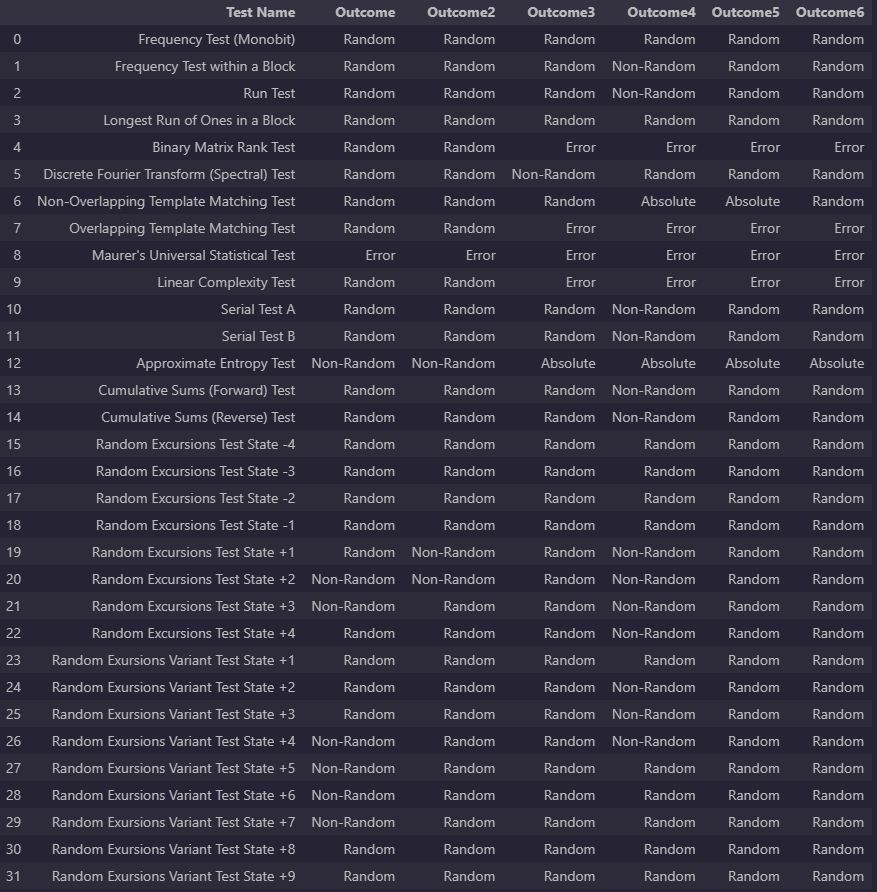 Test Name Outcome Outcome2 Outcome3 Outcome4 Outcome5 Outcome6
0 Frequency Test (Monobit) Random Random Random Random Random Random
1 Frequency Test within a Block Random Random Random Non-Random Random Random
2 Run Test Random Random Random Non-Random Random Random
3 Longest Run of Ones in a Block Random Random Random Random Random Random
4 Binary Matrix Rank Test Random Random Error Error Error Error
5 Discrete Fourier Transform (Spectral) Test Random Random Non-Random Random Random Random
6 Non-Overlapping Template Matching Test Random Random Random Absolute Absolute Random
7 Overlapping Template Matching Test Random Random Error Error Error Error
8 Maurer's Universal Statistical Test Error Error Error Error Error Error
9 Linear Complexity Test Random Random Error Error Error Error
10 Serial Test A Random Random Random Non-Random Random Random
11 Serial Test B Random Random Random Non-Random Random Random
12 Approximate Entropy Test Non-Random Non-Random Absolute Absolute Absolute Absolute
13 Cumulative Sums (Forward) Test Random Random Random Non-Random Random Random
14 Cumulative Sums (Reverse) Test Random Random Random Non-Random Random Random
15 Random Excursions Test State -4 Random Random Random Random Random Random
16 Random Excursions Test State -3 Random Random Random Random Random Random
17 Random Excursions Test State -2 Random Random Random Random Random Random
18 Random Excursions Test State -1 Random Random Random Random Random Random
19 Random Excursions Test State +1 Random Non-Random Random Non-Random Random Random
20 Random Excursions Test State +2 Non-Random Non-Random Random Non-Random Random Random
21 Random Excursions Test State +3 Non-Random Random Random Non-Random Random Random
22 Random Excursions Test State +4 Random Random Random Non-Random Random Random
23 Random Exursions Variant Test State +1 Random Random Random Random Random Random
24 Random Exursions Variant Test State +2 Random Random Random Non-Random Random Random
25 Random Exursions Variant Test State +3 Random Random Random Non-Random Random Random
26 Random Exursions Variant Test State +4 Non-Random Random Random Non-Random Random Random
27 Random Exursions Variant Test State +5 Non-Random Random Random Random Random Random
28 Random Exursions Variant Test State +6 Non-Random Random Random Random Random Random
29 Random Exursions Variant Test State +7 Non-Random Random Random Random Random Random
30 Random Exursions Variant Test State +8 Random Random Random Random Random Random
31 Random Exursions Variant Test State +9 Random Random Random Random Random Random